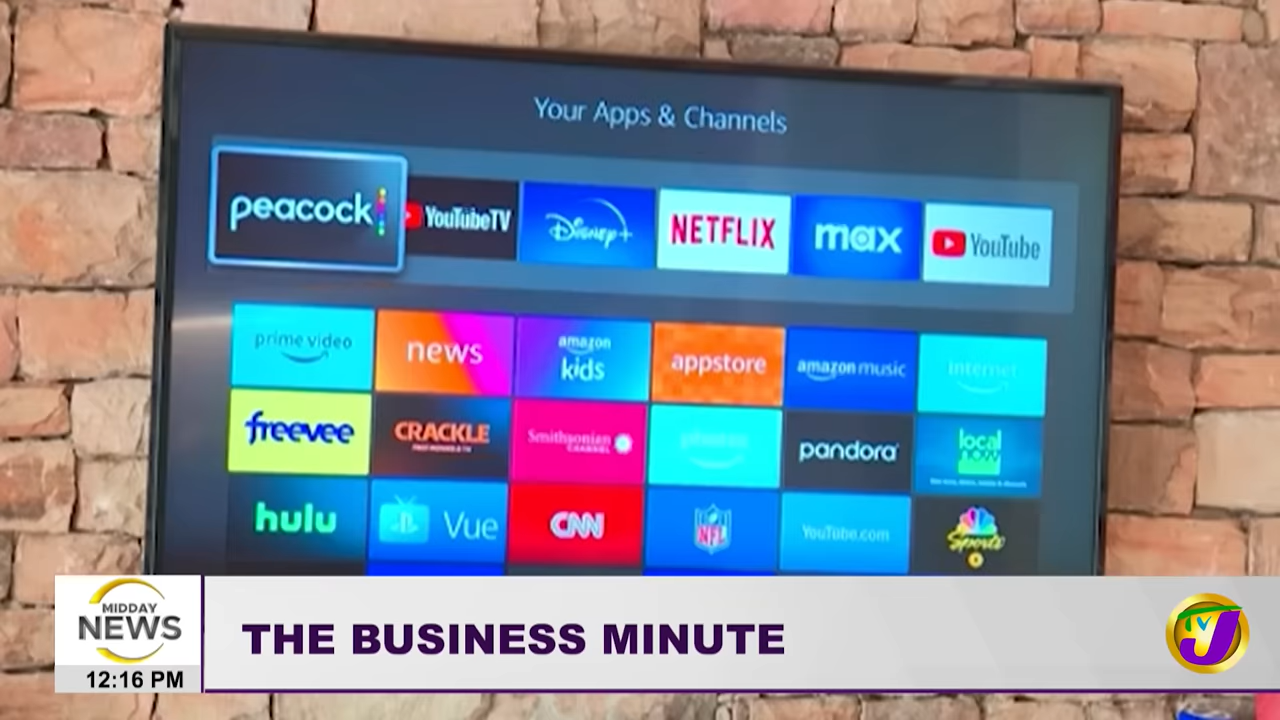 Your Apps & Channels
peacock
YouTubeTV
Disney+
NETFLIX
max
YouTube
prime video
news
amazon kids
appstore
amazon music
internet
freevee
CRACKLE
Smithsonian
CHANNEL
pandora
local
now
hulu
Vue
CNN
NFL
YouTube.com
Sports
MIDDAY
NEWS
12:16 PM
THE BUSINESS MINUTE
TVJ